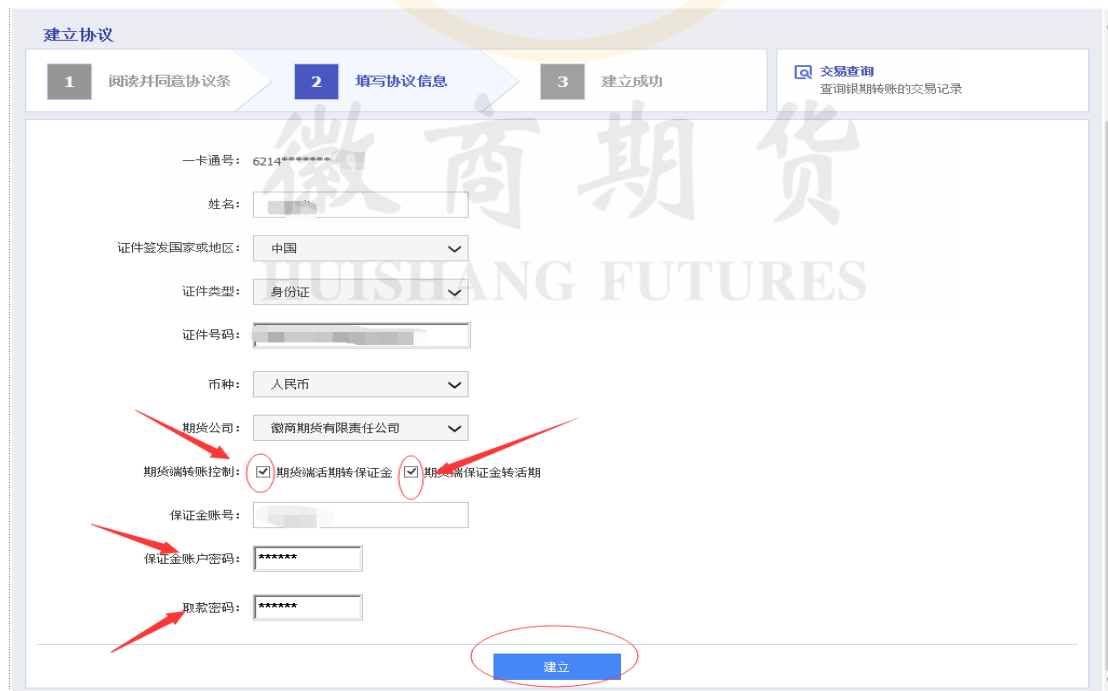 建立协议
1 阅读并同意协议条
2 填写协议信息
3 建立成功
交易查询
查询银期转账的交易记录
徽商期货
HUISHANG FUTURES
一卡通号： 6214*******
姓名：
证件签发国家或地区： 中国
证件类型： 身份证
证件号码：
币种： 人民币
期货公司： 徽商期货有限责任公司
期货端转账控制： 期货端活期转保证金 期货端保证金转活期
保证金账号：
保证金账户密码： ******
取款密码： ******
建立